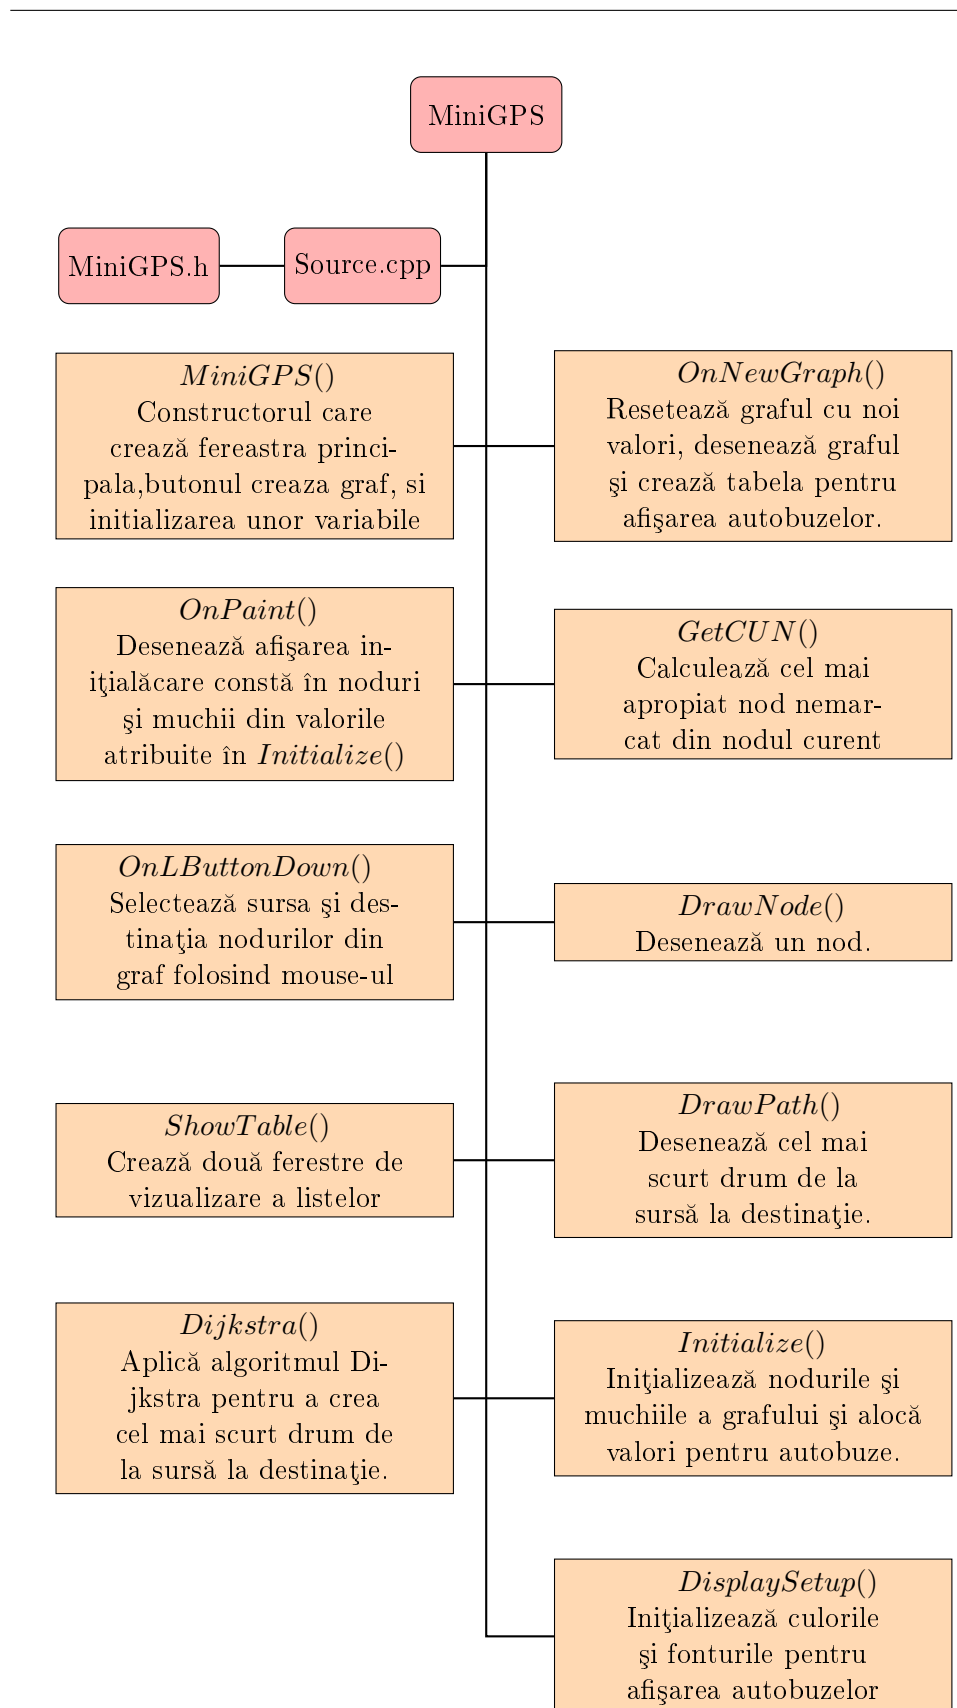 MiniGPS
MiniGPS.h
Source.cpp
MiniGPS()
Constructorul care
crează fereastra princi-
pala,butonul creaza graf, si
initializarea unor variabile
OnNewGraph()
Resetează graful cu noi
valori, desenează graful
şi crează tabela pentru
afişarea autobuzelor.
OnPaint()
Desenează afişarea in-
iţialăcare constă în noduri
şi muchii din valorile
atribuite în Initialize()
GetCUN()
Calculează cel mai
apropiat nod nemar-
cat din nodul curent
OnLButtonDown()
Selectează sursa şi des-
tinaţia nodurilor din
graf folosind mouse-ul
DrawNode()
Desenează un nod.
ShowTable()
Crează două ferestre de
vizualizare a listelor
DrawPath()
Desenează cel mai
scurt drum de la
sursă la destinaţie.
Dijkstra()
Aplică algoritmul Di-
jkstra pentru a crea
cel mai scurt drum de
la sursă la destinaţie.
Initialize()
Iniţializează nodurile şi
muchiile a grafului şi alocă
valori pentru autobuze.
DisplaySetup()
Iniţializează culorile
şi fonturile pentru
afişarea autobuzelor